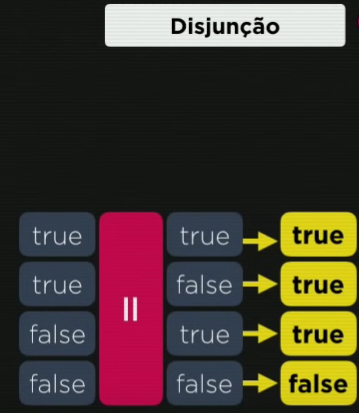 Disjunção
true || true true
true false true
false true true
false false false